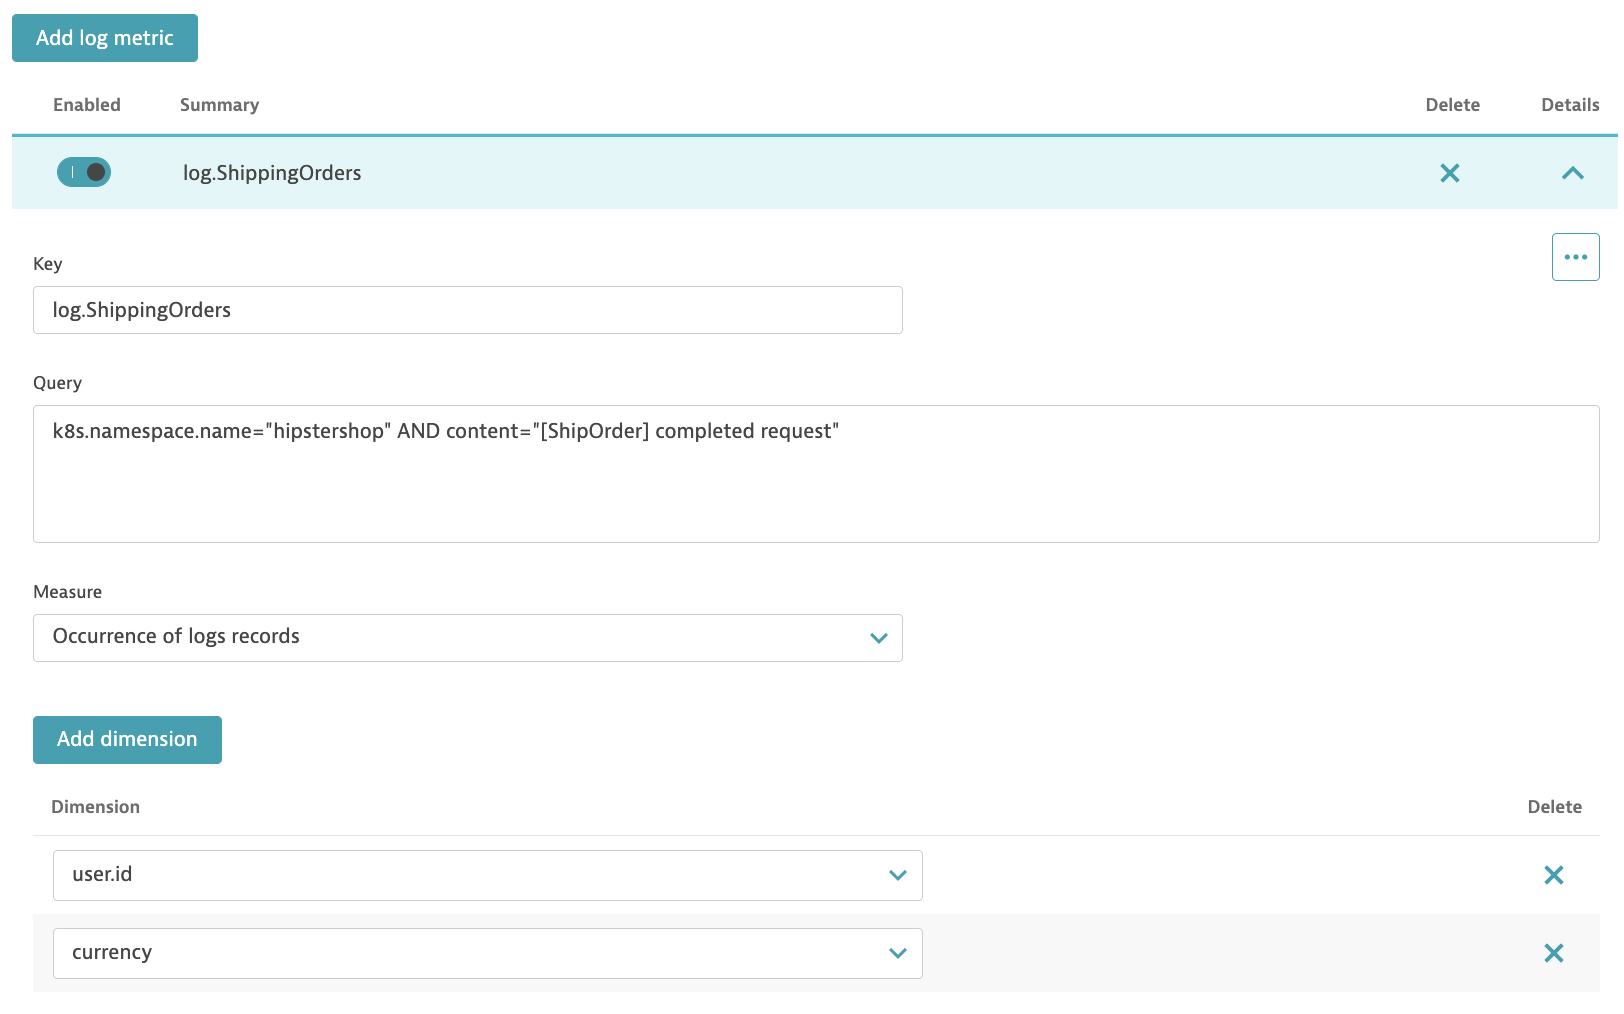 Add log metric
Enabled Summary Delete Details
log.ShippingOrders
Key
log.ShippingOrders
Query
k8s.namespace.name="hipstershop" AND content="[ShipOrder] completed request"
Measure
Occurrence of logs records
Add dimension
Dimension Delete
user.id
currency